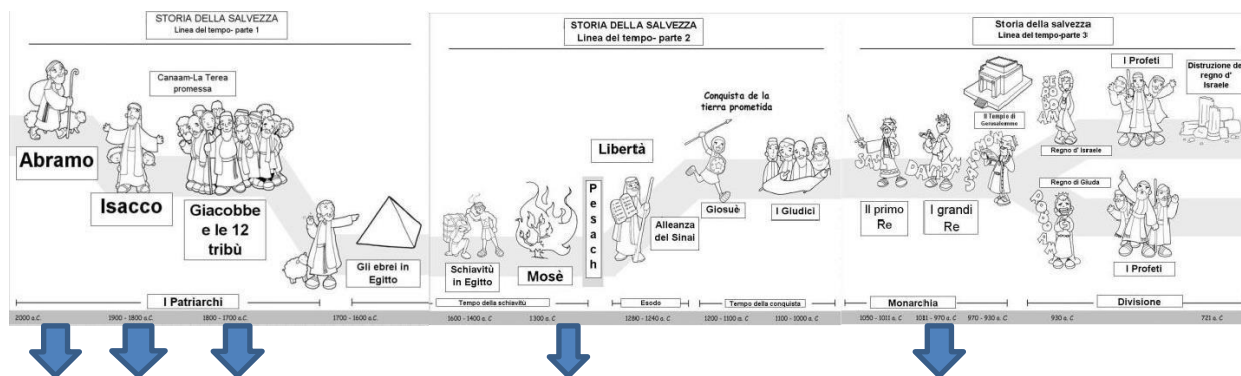 STORIA DELLA SALVEZZA
Linea del tempo- parte 1
Canaam-La Terea
promessa
Abramo
Isacco
Giacobbe
e le 12
tribù
Gli ebrei in
Egitto
I Patriarchi
2000 a.C.
1900 - 1800 a.C.
1800 - 1700 a.C.
1700 - 1600 a.C.
STORIA DELLA SALVEZZA
Linea del tempo- parte 2
Conquista de la
tierra prometida
Libertà
Schiavitù
in Egitto
Mosè
Pesach
Alleanza
del Sinai
Giosuè
I Giudici
Tempo della schiavitù
Esodo
Tempo della conquista
1600 - 1400 a. C
1300 a. C
1280 - 1240 a. C
1200 - 1100 a. C
1100 - 1000 a. C
Storia della salvezza
Linea del tempo-parte 3
I Profeti
Distruzione del
regno d'
Israele
Il Tempio di
Gerusalemme
JEROBOAM
Regno d' Israele
DAVID
SALOMON
Regno di Giuda
ROBOAM
Il primo
Re
I grandi
Re
I Profeti
Monarchia
Divisione
1050 - 1011 a. C
1011 - 970 a. C
970 - 930 a. C
930 a. C
721 a. C